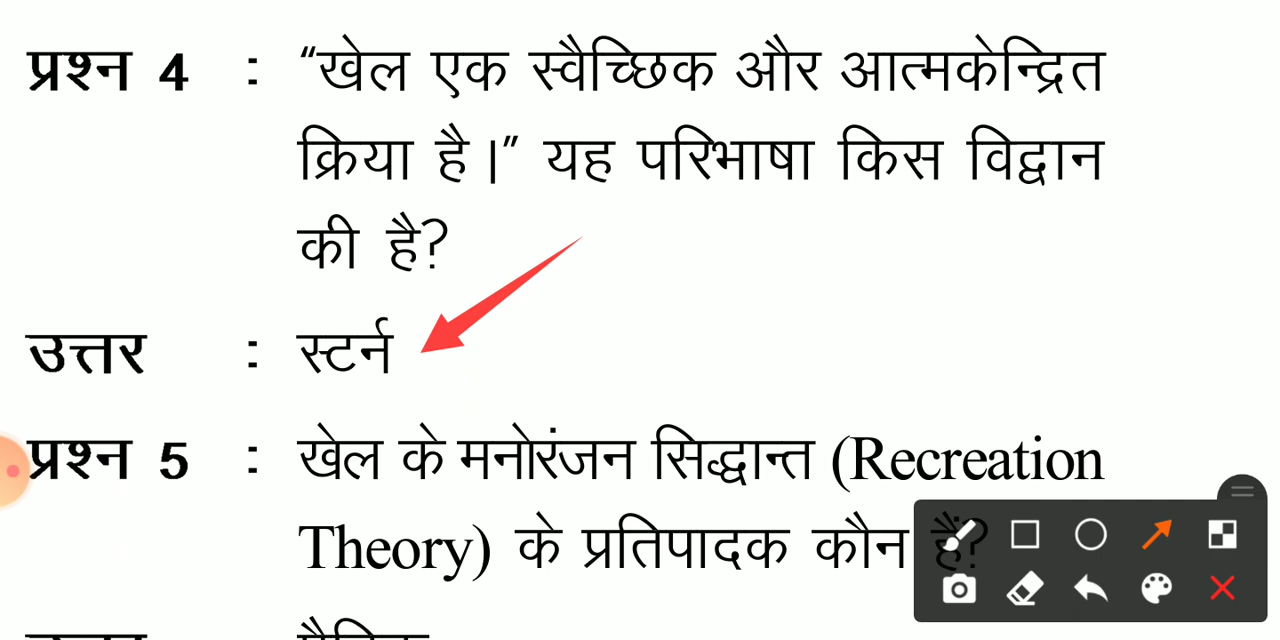 प्रश्न 4 : “खेल एक स्वैच्छिक और आत्मकेन्द्रित
क्रिया है।” यह परिभाषा किस विद्वान
की है?
उत्तर : स्टर्न
प्रश्न 5 : खेल के मनोरंजन सिद्धान्त (Recreation
Theory) के प्रतिपादक कौन हैं?